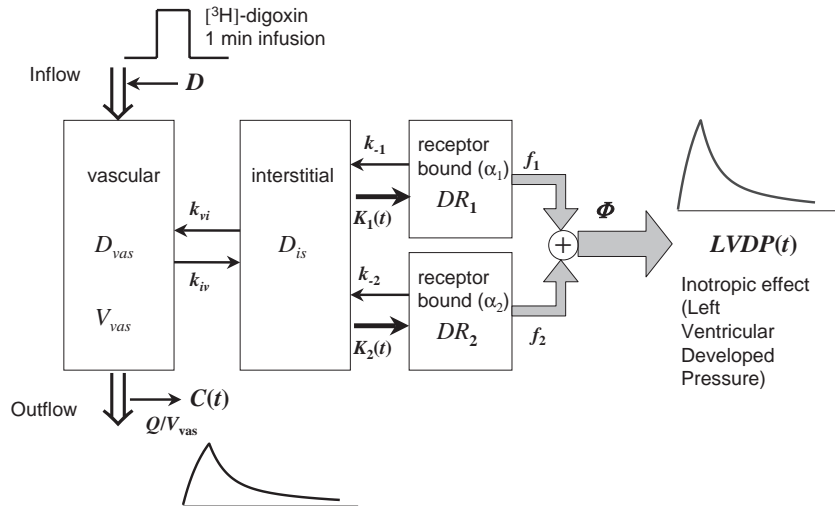 [³H]-digoxin
1 min infusion
Inflow
D
vascular
D_vas
V_vas
k_vi
k_iv
interstitial
D_is
k_-1
K_1(t)
k_-2
K_2(t)
receptor
bound (α_1)
DR_1
receptor
bound (α_2)
DR_2
f_1
f_2
+
Φ
LVDP(t)
Inotropic effect
(Left
Ventricular
Developed
Pressure)
Outflow
C(t)
Q/V_vas